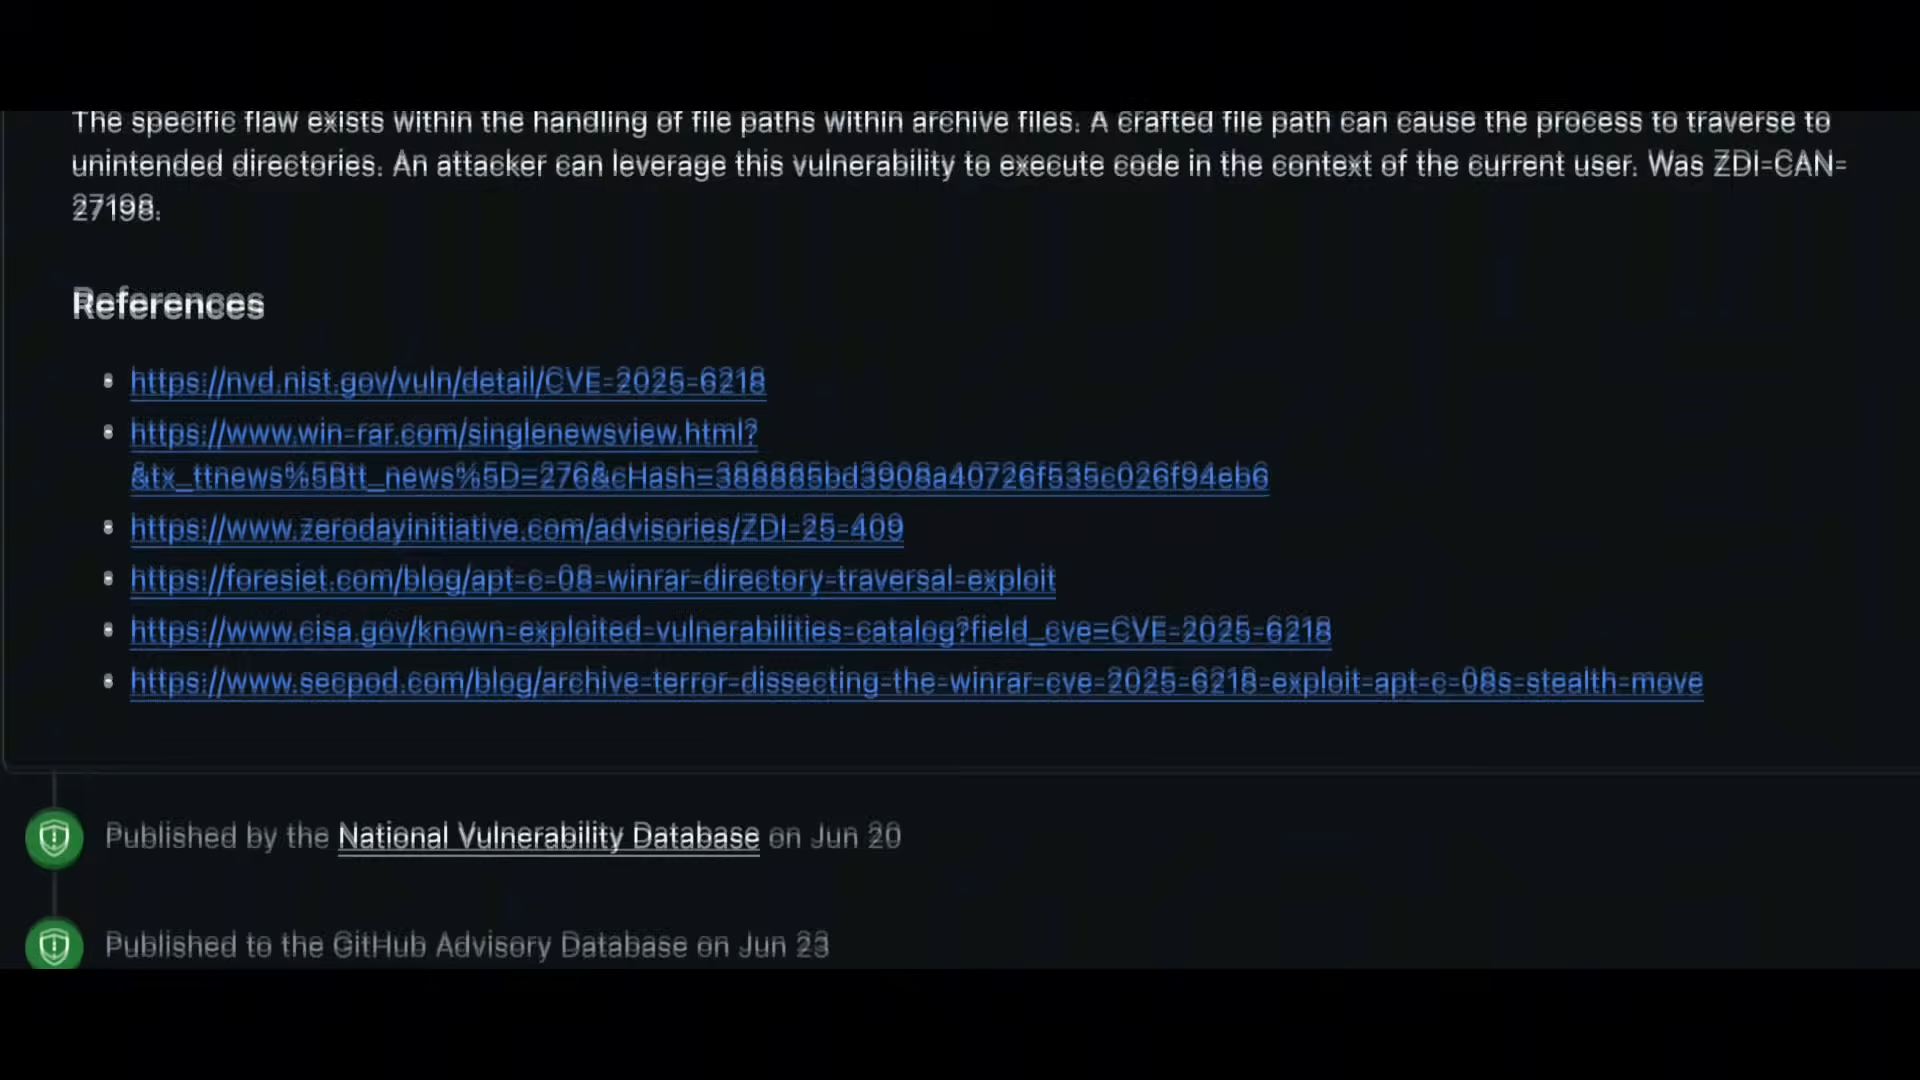 The specific flaw exists within the handling of file paths within archive files. A crafted file path can cause the process to traverse to
unintended directories. An attacker can leverage this vulnerability to execute code in the context of the current user. Was ZDI-CAN-
27198.
References
https://nvd.nist.gov/vuln/detail/CVE-2025-6218
https://www.win-rar.com/singlenewsview.html?
&tx_ttnews%5Btt_news%5D=276&cHash=388885bd3908a40726f535c026f94eb6
https://www.zerodayinitiative.com/advisories/ZDI-25-409
https://foresiet.com/blog/apt-c-08-winrar-directory-traversal-exploit
https://www.cisa.gov/known-exploited-vulnerabilities-catalog?field_cve=CVE-2025-6218
https://www.secpod.com/blog/archive-terror-dissecting-the-winrar-cve-2025-6218-exploit-apt-c-08s-stealth-move
Published by the National Vulnerability Database on Jun 20
Published to the GitHub Advisory Database on Jun 23